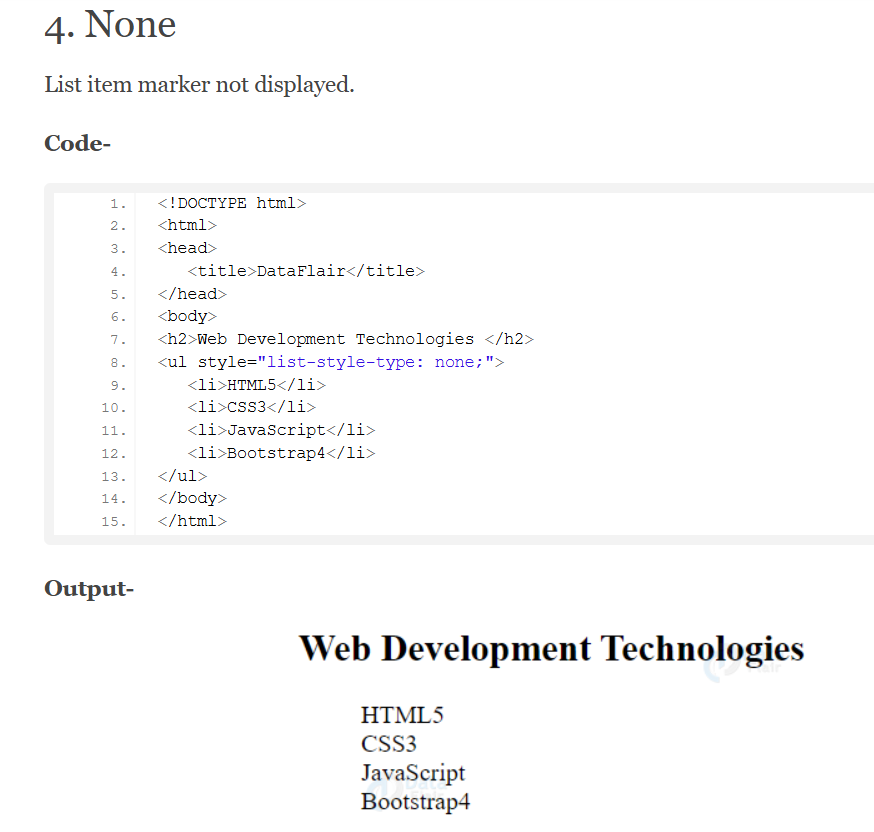 4. None
List item marker not displayed.
Code-
1. <!DOCTYPE html>
2. <html>
3. <head>
4.    <title>DataFlair</title>
5. </head>
6. <body>
7. <h2>Web Development Technologies </h2>
8. <ul style="list-style-type: none;">
9.    <li>HTML5</li>
10.    <li>CSS3</li>
11.    <li>JavaScript</li>
12.    <li>Bootstrap4</li>
13. </ul>
14. </body>
15. </html>
Output-
Web Development Technologies
HTML5
CSS3
JavaScript
Bootstrap4